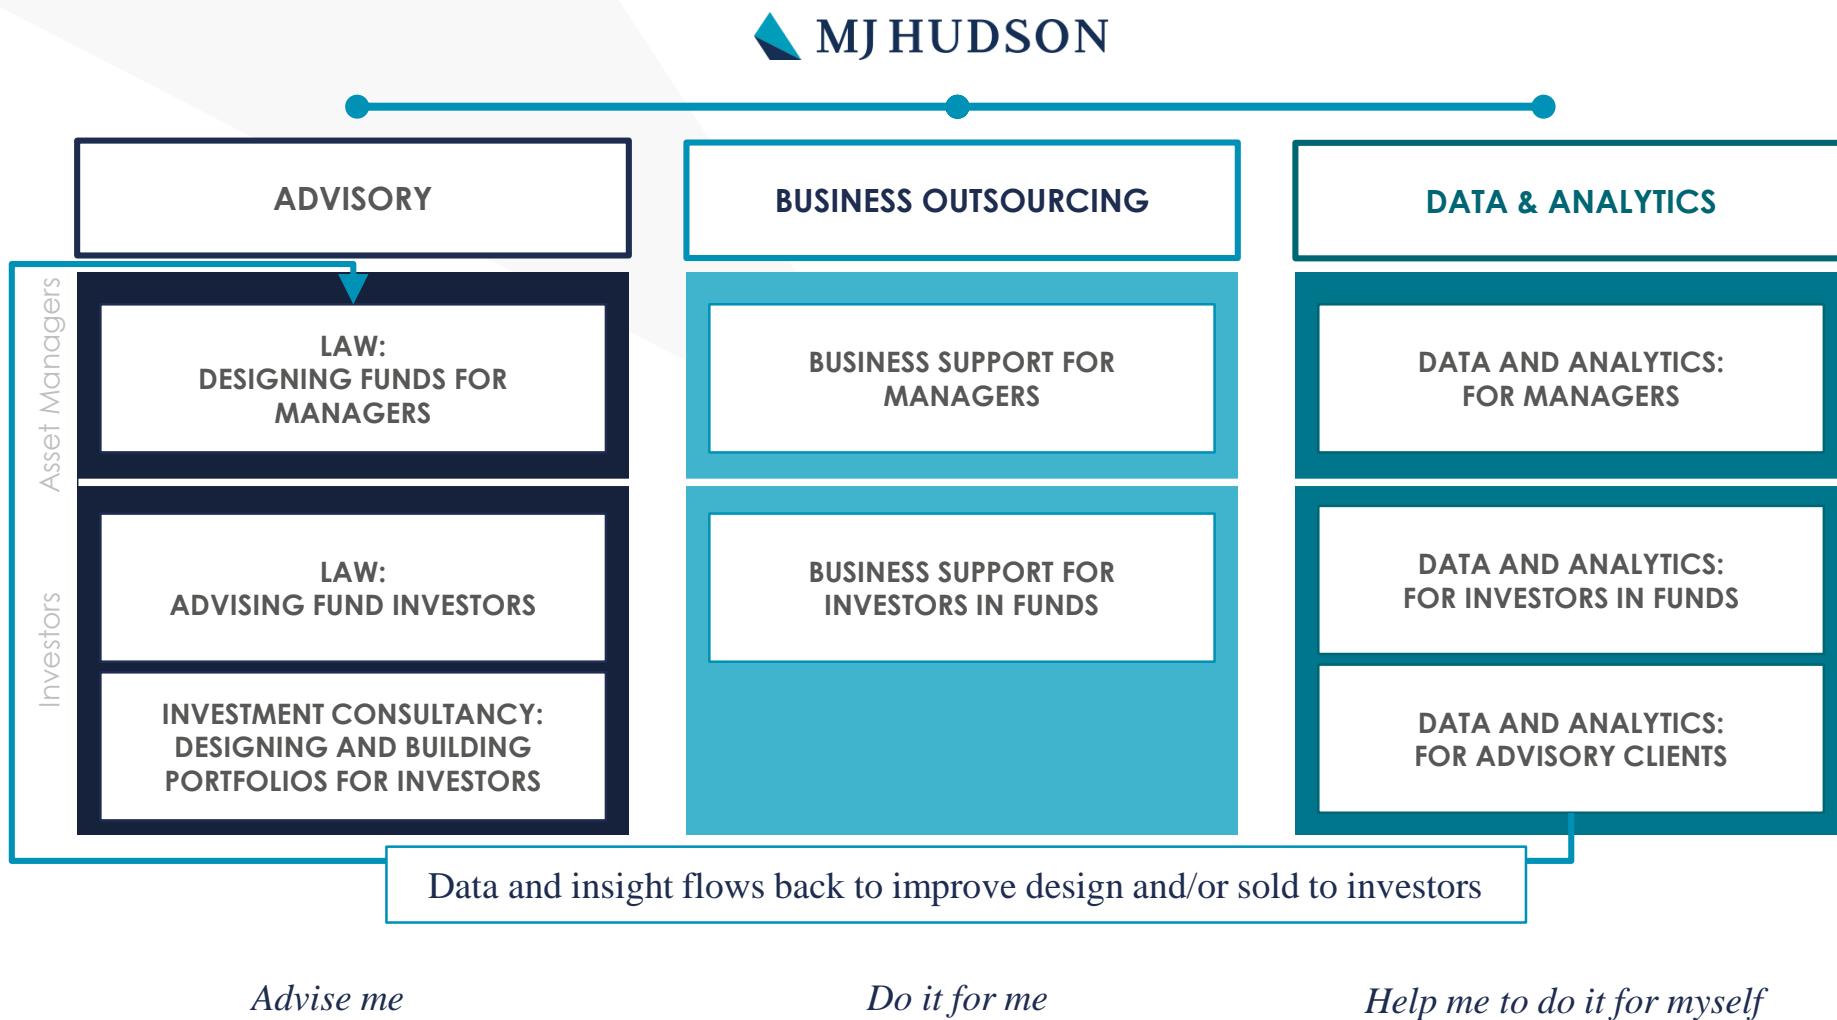 MJ HUDSON
ADVISORY
BUSINESS OUTSOURCING
DATA & ANALYTICS
Asset Managers
LAW:
DESIGNING FUNDS FOR
MANAGERS
BUSINESS SUPPORT FOR
MANAGERS
DATA AND ANALYTICS:
FOR MANAGERS
Investors
LAW:
ADVISING FUND INVESTORS
BUSINESS SUPPORT FOR
INVESTORS IN FUNDS
DATA AND ANALYTICS:
FOR INVESTORS IN FUNDS
INVESTMENT CONSULTANCY:
DESIGNING AND BUILDING
PORTFOLIOS FOR INVESTORS
DATA AND ANALYTICS:
FOR ADVISORY CLIENTS
Data and insight flows back to improve design and/or sold to investors
Advise me
Do it for me
Help me to do it for myself